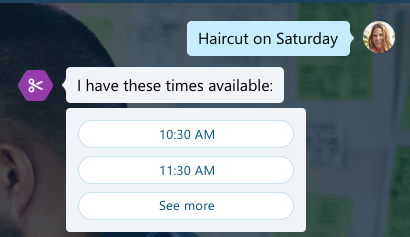 Haircut on Saturday
I have these times available:
10:30 AM
11:30 AM
See more